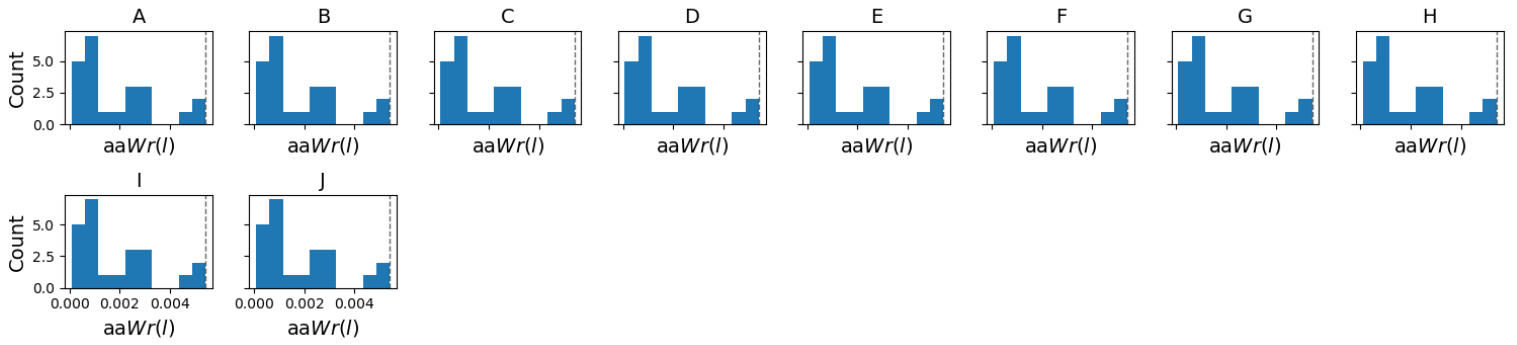 A B C D E F G H
5.0
2.5
0.0
Count
aaWr(l) aaWr(l) aaWr(l) aaWr(l) aaWr(l) aaWr(l) aaWr(l) aaWr(l)
I J
5.0
2.5
0.0
Count
0.000 0.002 0.004 0.000 0.002 0.004
aaWr(l) aaWr(l)